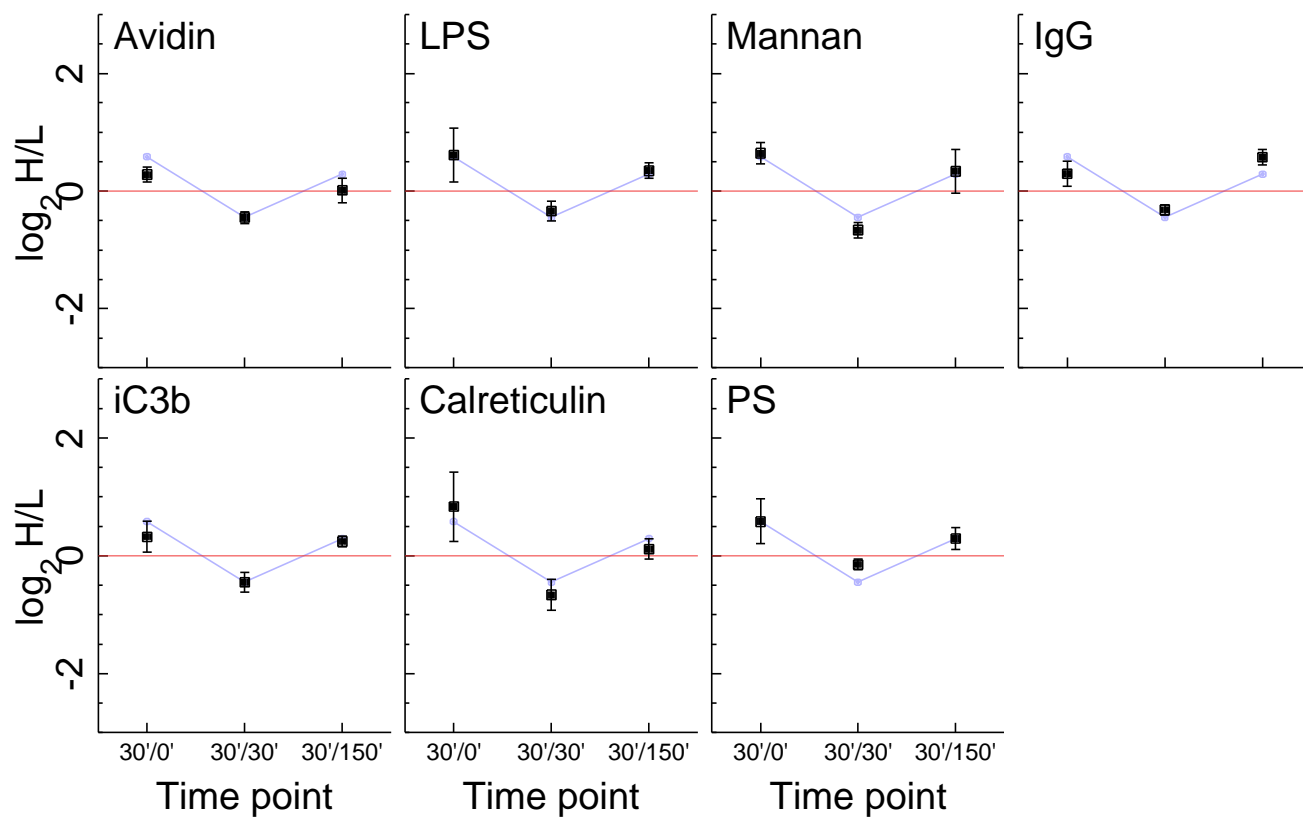 Avidin
LPS
Mannan
IgG
log2 H/L
2
0
-2
iC3b
Calreticulin
PS
log2 H/L
2
0
-2
30'/0' 30'/30' 30'/150'
30'/0' 30'/30' 30'/150'
30'/0' 30'/30' 30'/150'
Time point
Time point
Time point